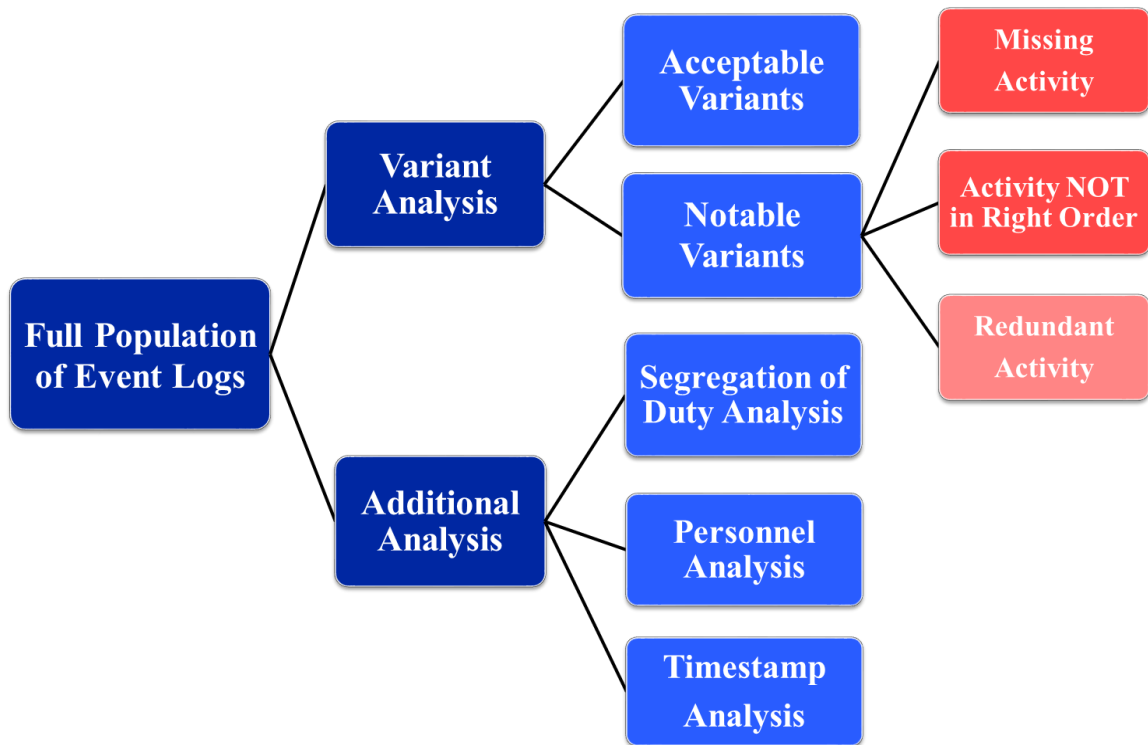 Full Population
of Event Logs
Variant
Analysis
Additional
Analysis
Acceptable
Variants
Notable
Variants
Segregation of
Duty Analysis
Personnel
Analysis
Timestamp
Analysis
Missing
Activity
Activity NOT
in Right Order
Redundant
Activity